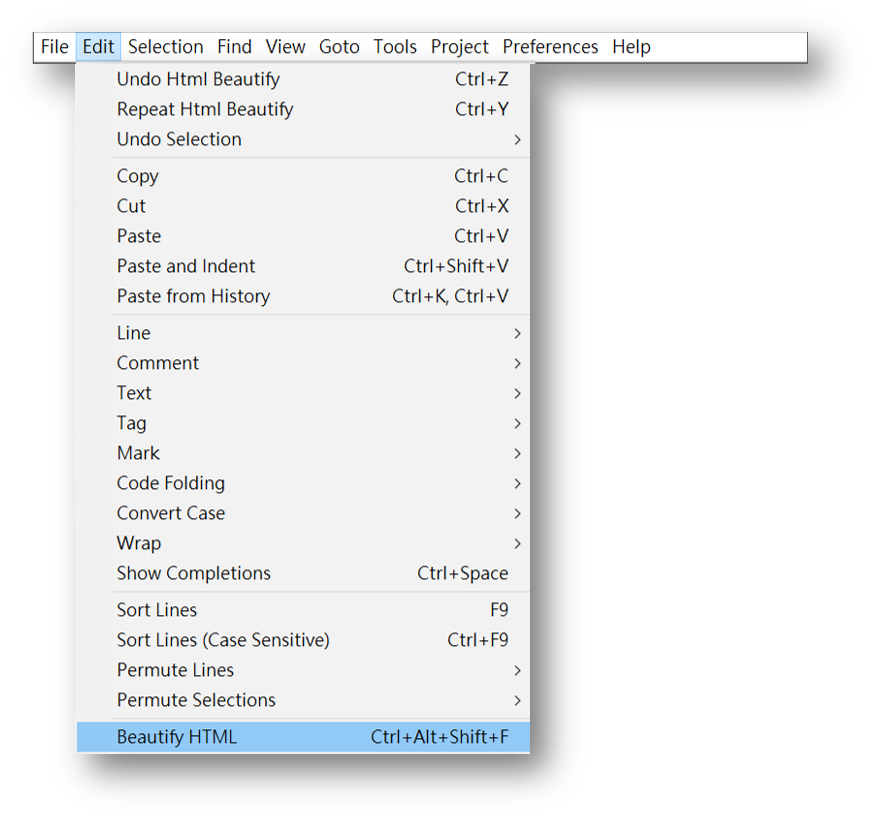 File Edit Selection Find View Goto Tools Project Preferences Help
Undo Html Beautify Ctrl+Z
Repeat Html Beautify Ctrl+Y
Undo Selection
Copy Ctrl+C
Cut Ctrl+X
Paste Ctrl+V
Paste and Indent Ctrl+Shift+V
Paste from History Ctrl+K, Ctrl+V
Line
Comment
Text
Tag
Mark
Code Folding
Convert Case
Wrap
Show Completions Ctrl+Space
Sort Lines F9
Sort Lines (Case Sensitive) Ctrl+F9
Permute Lines
Permute Selections
Beautify HTML Ctrl+Alt+Shift+F